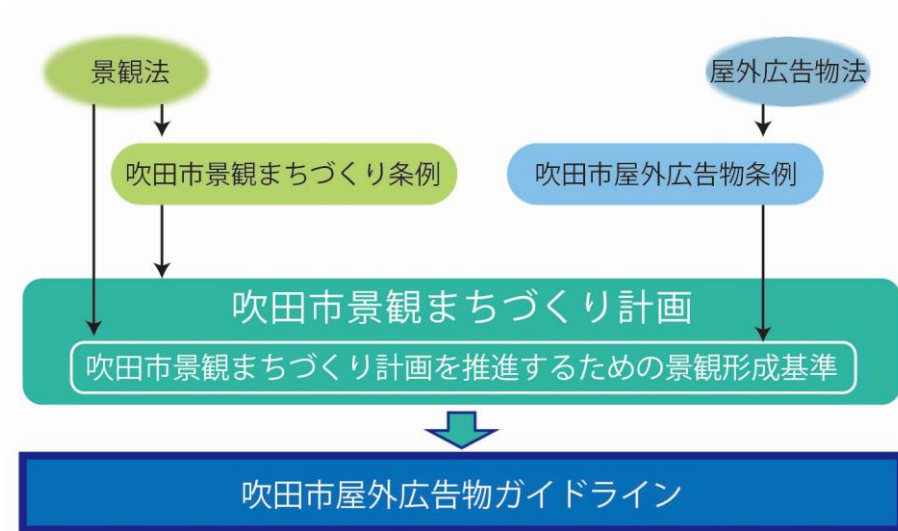 景観法
屋外広告物法
吹田市景観まちづくり条例
吹田市屋外広告物条例
吹田市景観まちづくり計画
吹田市景観まちづくり計画を推進するための景観形成基準
吹田市屋外広告物ガイドライン